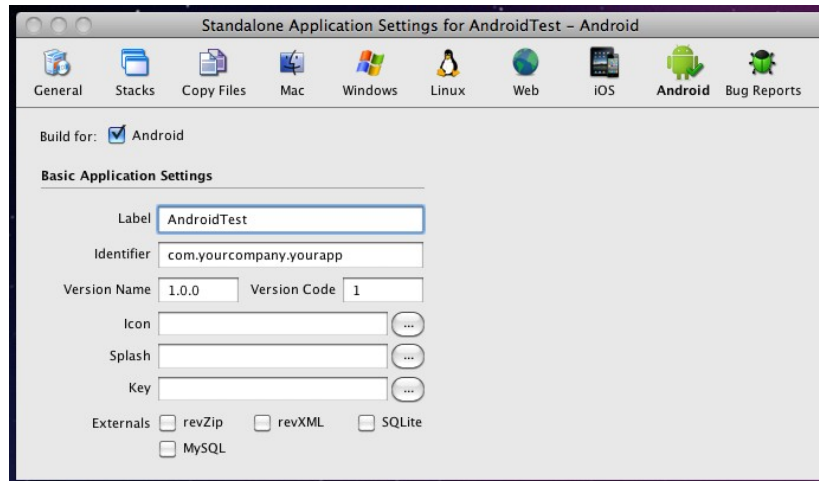 Standalone Application Settings for AndroidTest – Android
General Stacks Copy Files Mac Windows Linux Web iOS Android Bug Reports
Build for: Android
Basic Application Settings
Label AndroidTest
Identifier com.yourcompany.yourapp
Version Name 1.0.0 Version Code 1
Icon ...
Splash ...
Key ...
Externals revZip revXML SQLite
MySQL